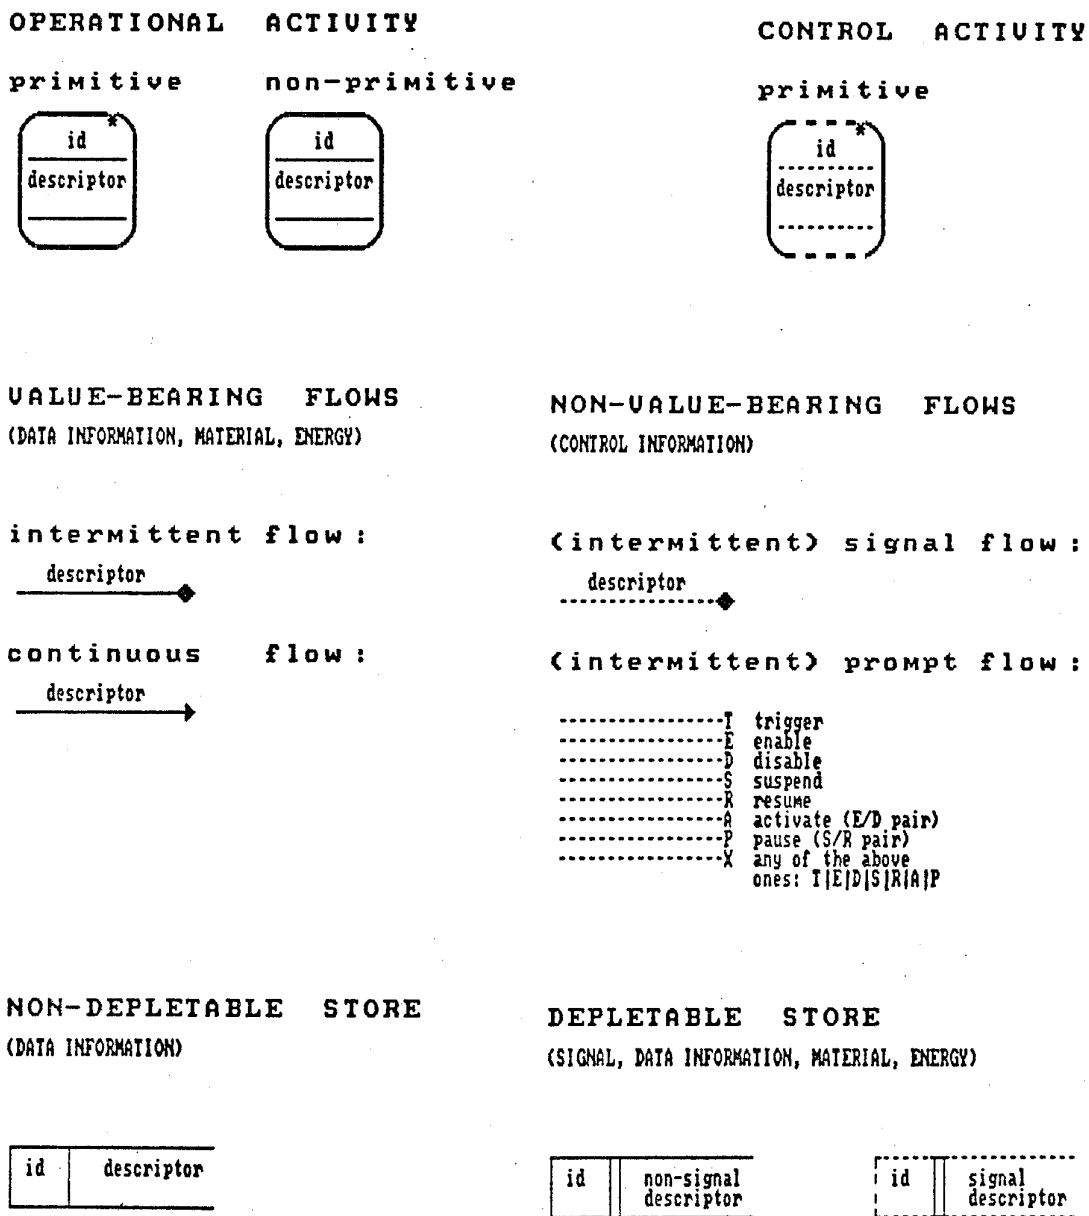 OPERATIONAL ACTIVITY
primitive non-primitive
* id
descriptor
id
descriptor
CONTROL ACTIVITY
primitive
* id
descriptor
VALUE-BEARING FLOWS
(DATA INFORMATION, MATERIAL, ENERGY)
intermittent flow:
descriptor
continuous flow:
descriptor
NON-VALUE-BEARING FLOWS
(CONTROL INFORMATION)
(intermittent) signal flow:
descriptor
(intermittent) prompt flow:
T trigger
E enable
D disable
S suspend
R resume
A activate (E/D pair)
P pause (S/R pair)
X any of the above
ones: T|E|D|S|R|A|P
NON-DEPLETABLE STORE
(DATA INFORMATION)
id descriptor
DEPLETABLE STORE
(SIGNAL, DATA INFORMATION, MATERIAL, ENERGY)
id non-signal
descriptor
id signal
descriptor